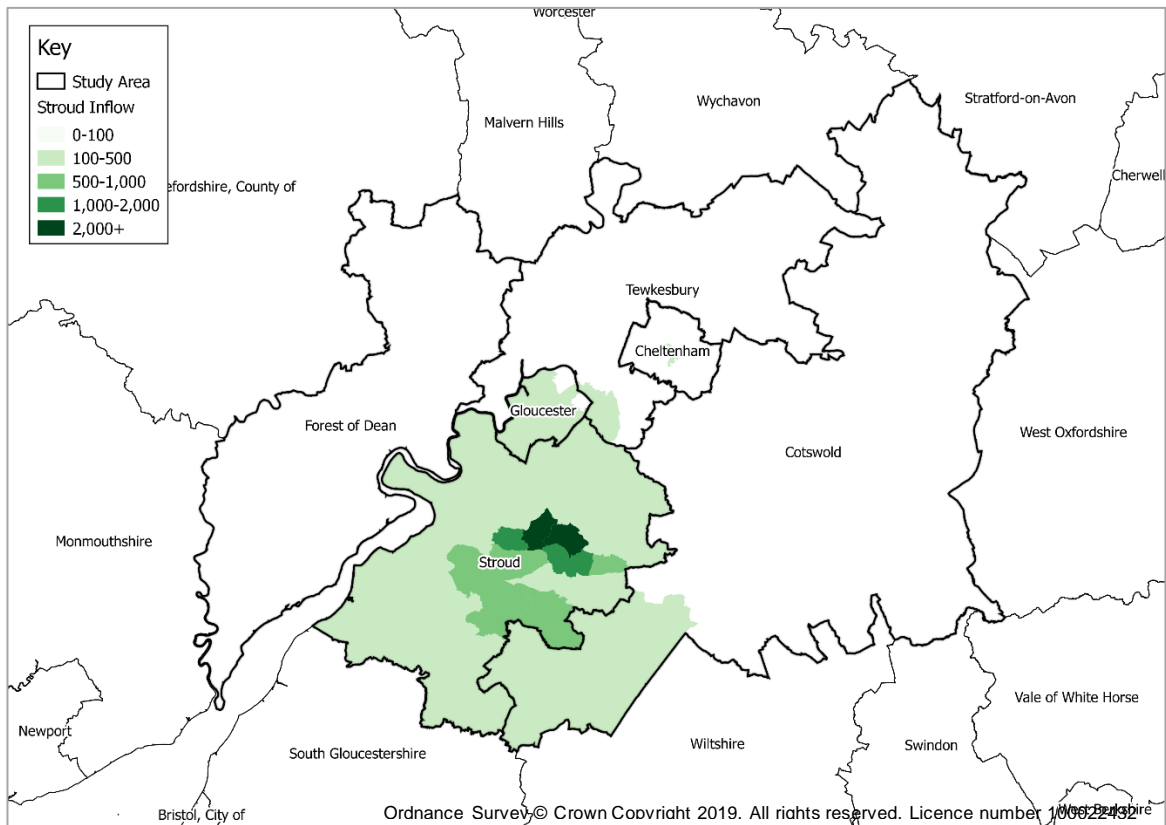 Worcester
Key
Study Area
Stroud Inflow
0-100
100-500
500-1,000
1,000-2,000
2,000+
Wychavon
Stratford-on-Avon
Malvern Hills
Cherwell
efordshire, County of
Tewkesbury
Cheltenham
Gloucester
Forest of Dean
West Oxfordshire
Cotswold
Monmouthshire
Stroud
Vale of White Horse
Newport
South Gloucestershire
Wiltshire
Swindon
Bristol, City of
West Berkshire
Ordnance Survey © Crown Copyright 2019. All rights reserved. Licence number 100022432